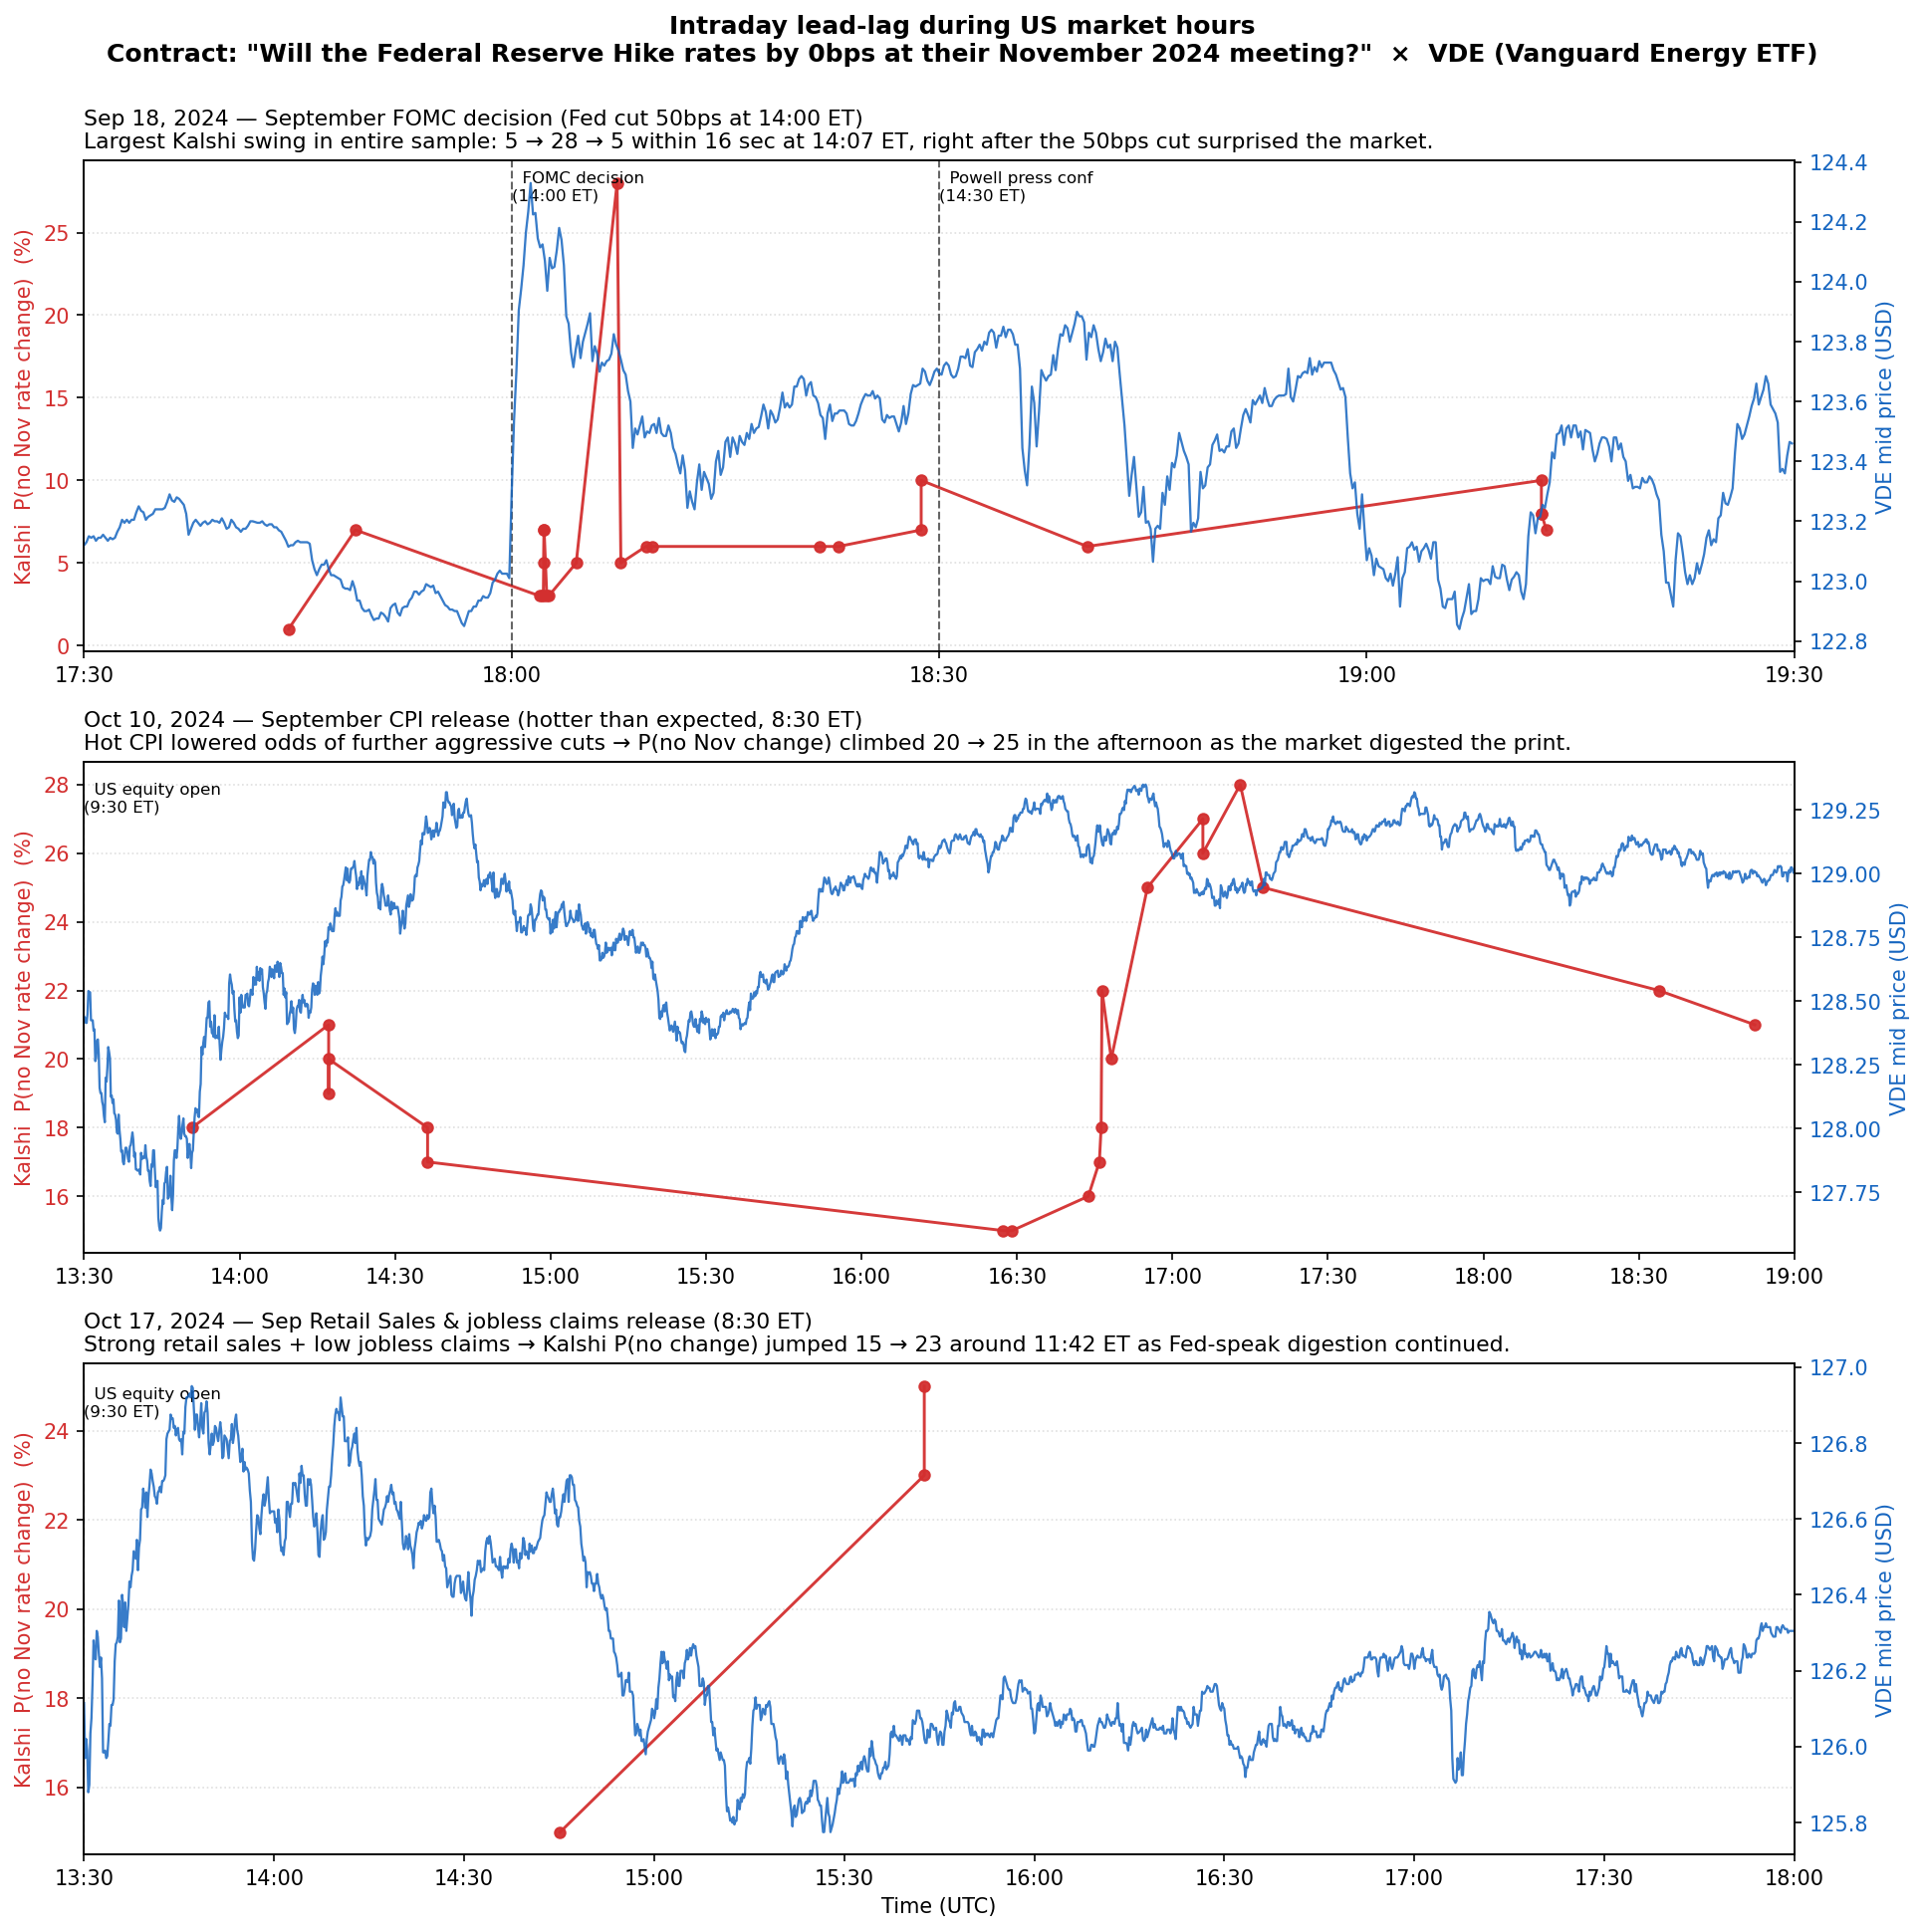 Intraday lead-lag during US market hours
Contract: "Will the Federal Reserve Hike rates by 0bps at their November 2024 meeting?" × VDE (Vanguard Energy ETF)
Sep 18, 2024 — September FOMC decision (Fed cut 50bps at 14:00 ET)
Largest Kalshi swing in entire sample: 5 → 28 → 5 within 16 sec at 14:07 ET, right after the 50bps cut surprised the market.
FOMC decision
(14:00 ET)
Powell press conf
(14:30 ET)
Kalshi P(no Nov rate change) (%)
25
20
15
10
5
0
124.4
124.2
124.0
123.8
123.6
123.4
123.2
123.0
122.8
VDE mid price (USD)
17:30 18:00 18:30 19:00 19:30
Oct 10, 2024 — September CPI release (hotter than expected, 8:30 ET)
Hot CPI lowered odds of further aggressive cuts → P(no Nov change) climbed 20 → 25 in the afternoon as the market digested the print.
US equity open
(9:30 ET)
Kalshi P(no Nov rate change) (%)
28
26
24
22
20
18
16
129.25
129.00
128.75
128.50
128.25
128.00
127.75
VDE mid price (USD)
13:30 14:00 14:30 15:00 15:30 16:00 16:30 17:00 17:30 18:00 18:30 19:00
Oct 17, 2024 — Sep Retail Sales & jobless claims release (8:30 ET)
Strong retail sales + low jobless claims → Kalshi P(no change) jumped 15 → 23 around 11:42 ET as Fed-speak digestion continued.
US equity open
(9:30 ET)
Kalshi P(no Nov rate change) (%)
24
22
20
18
16
127.0
126.8
126.6
126.4
126.2
126.0
125.8
VDE mid price (USD)
13:30 14:00 14:30 15:00 15:30 16:00 16:30 17:00 17:30 18:00
Time (UTC)